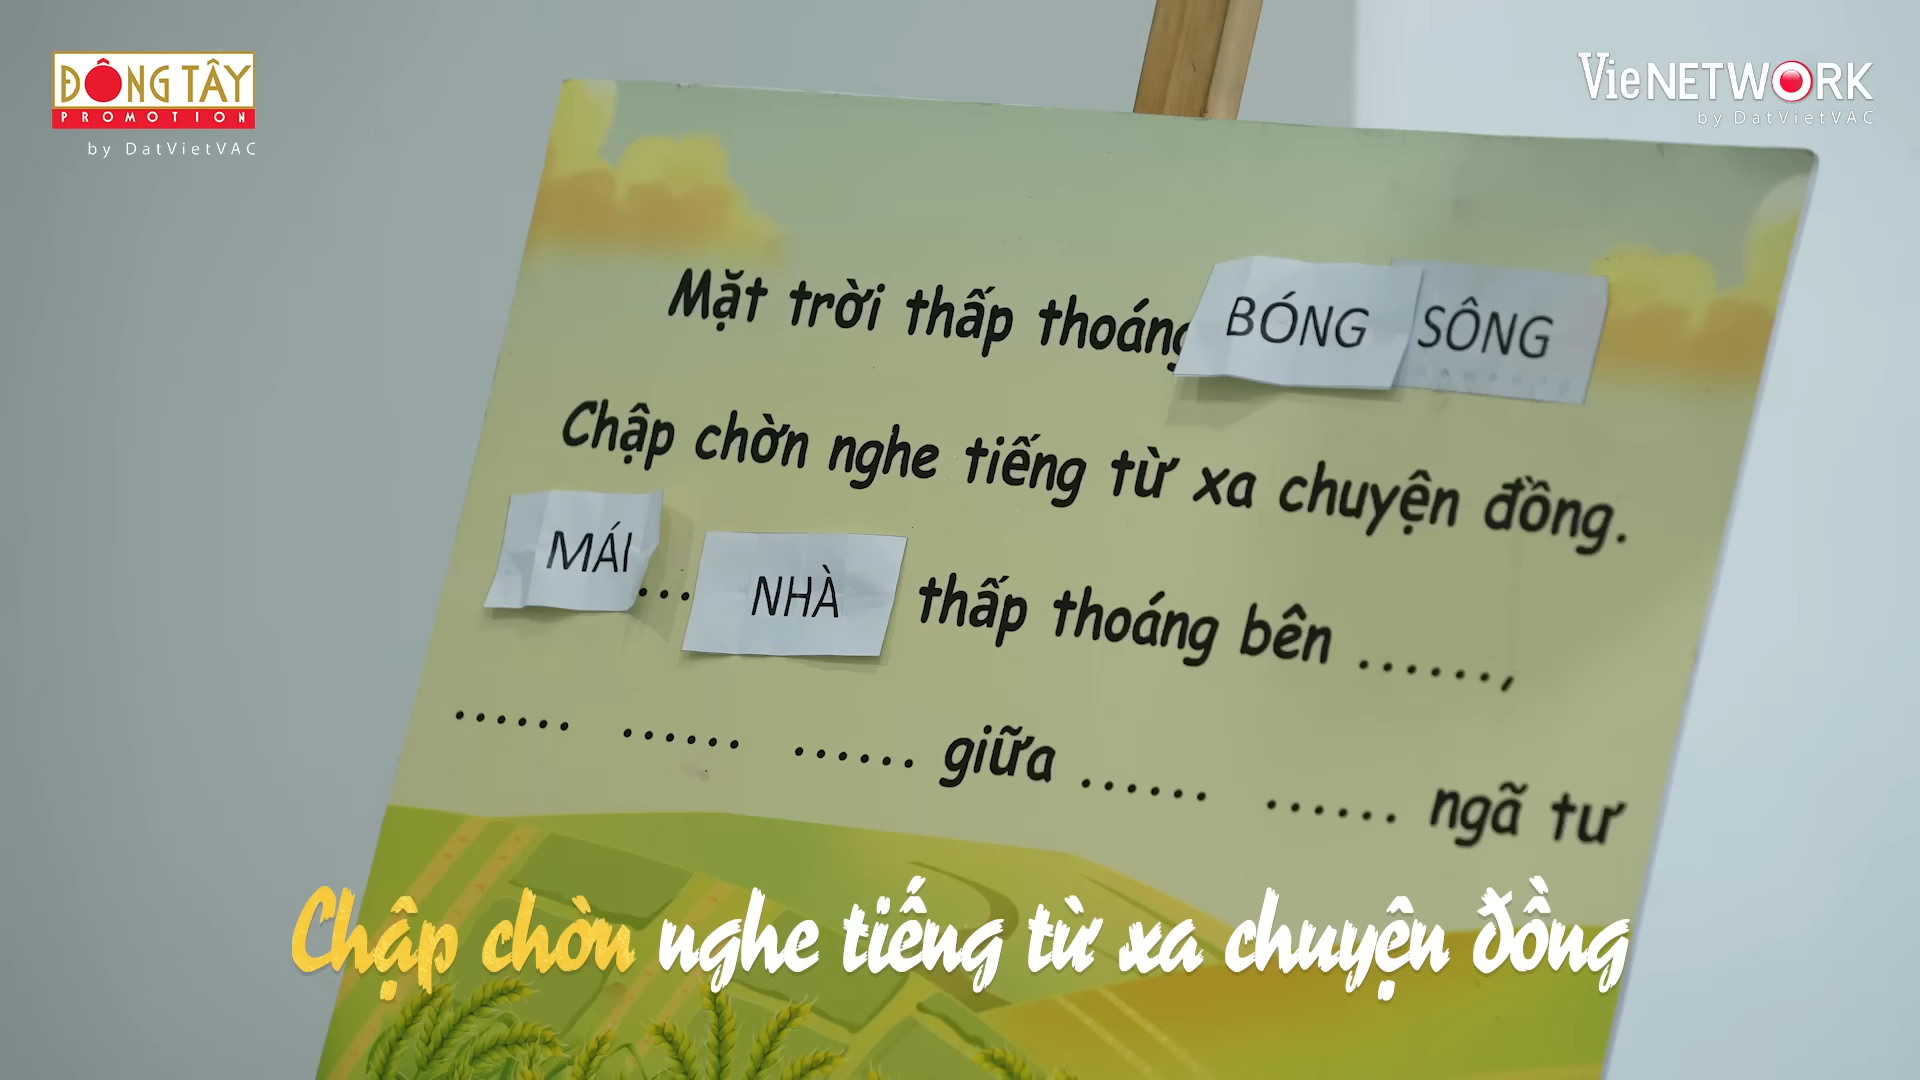 ĐÔNG TÂY
PROMOTION
by DatVietVAC
VieNETWORK
by DatVietVAC
Mặt trời thấp thoáng BÓNG SÔNG
Chập chờn nghe tiếng từ xa chuyện đồng.
MÁI ... NHÀ thấp thoáng bên ......,
...... ...... ...... giữa ...... ...... ngã tư
Chập chờn nghe tiếng từ xa chuyện đồng